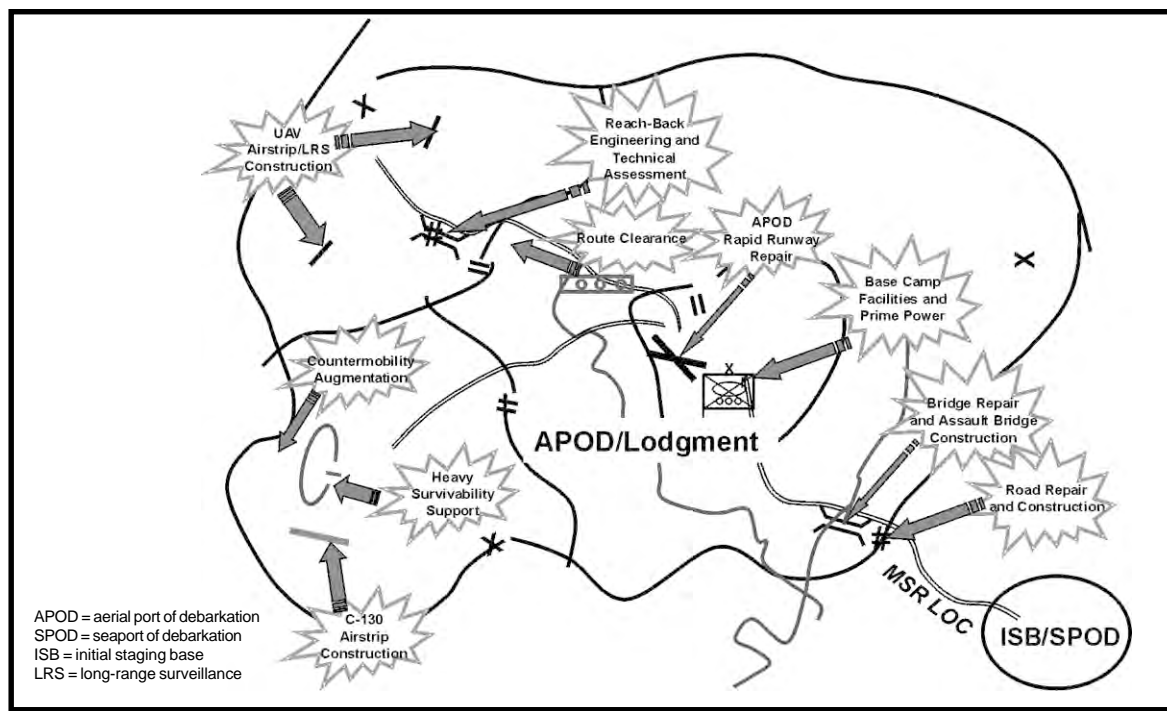 UAV
Airstrip/LRS
Construction
Reach-Back
Engineering and
Technical
Assessment
Route Clearance
APOD
Rapid Runway
Repair
Base Camp
Facilities and
Prime Power
Countermobility
Augmentation
Bridge Repair
and Assault Bridge
Construction
APOD/Lodgment
Heavy
Survivability
Support
Road Repair
and Construction
MSR LOC
ISB/SPOD
C-130
Airstrip
Construction
APOD = aerial port of debarkation
SPOD = seaport of debarkation
ISB = initial staging base
LRS = long-range surveillance